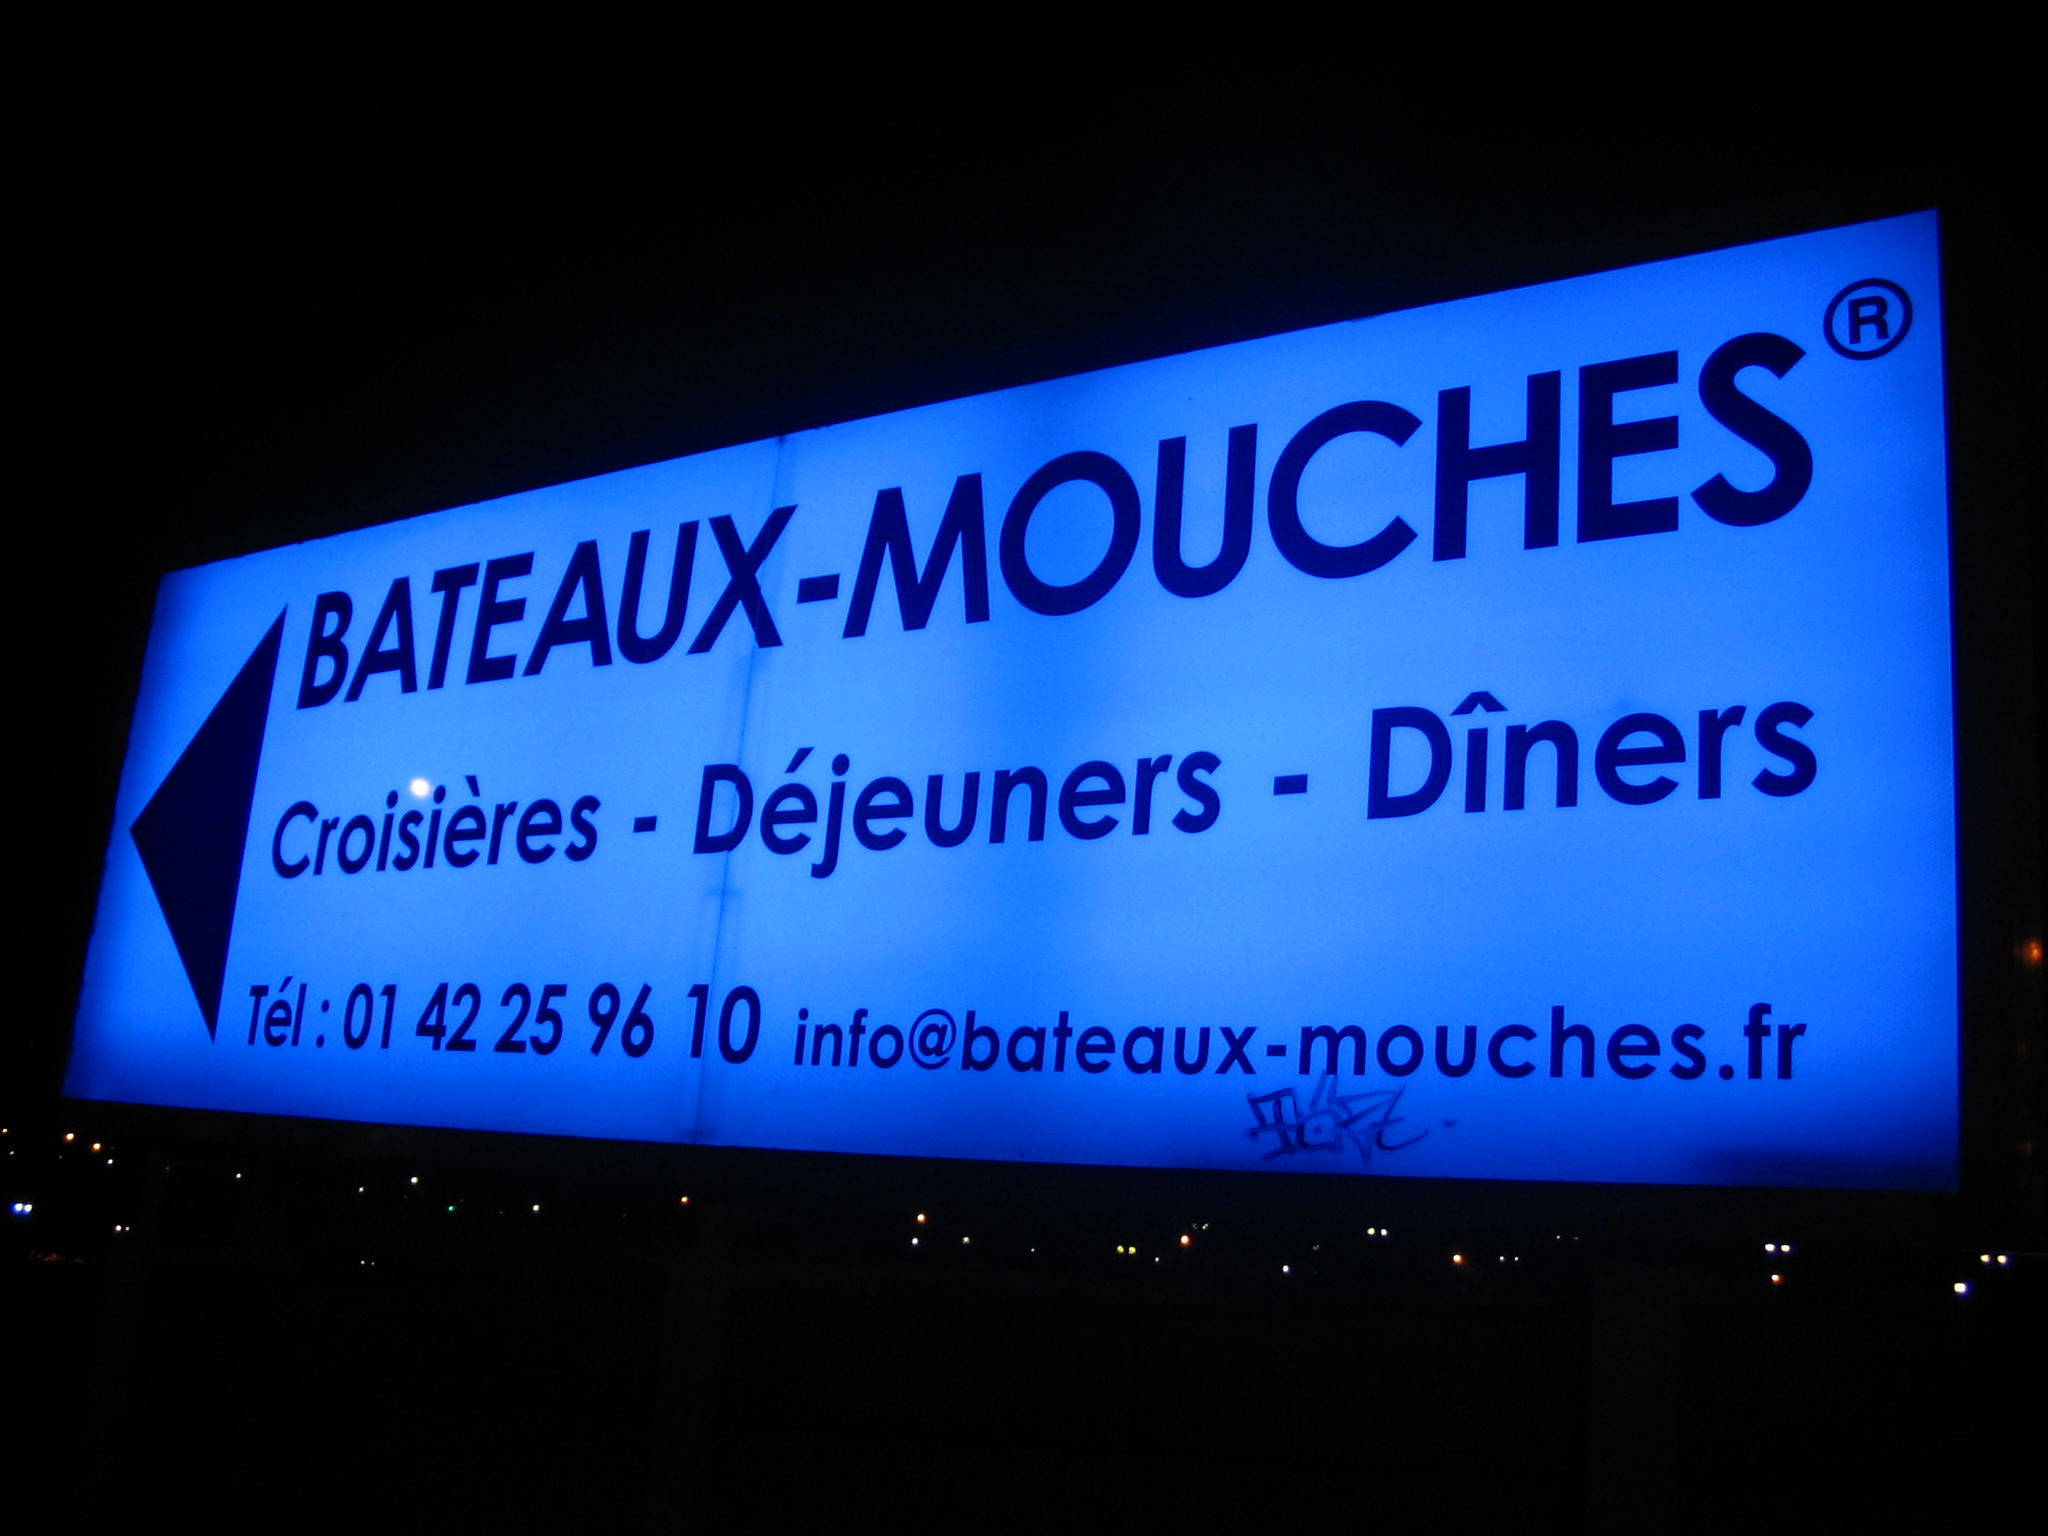 BATEAUX-MOUCHES®
Croisières - Déjeuners - Dîners
Tél : 01 42 25 96 10 info@bateaux-mouches.fr